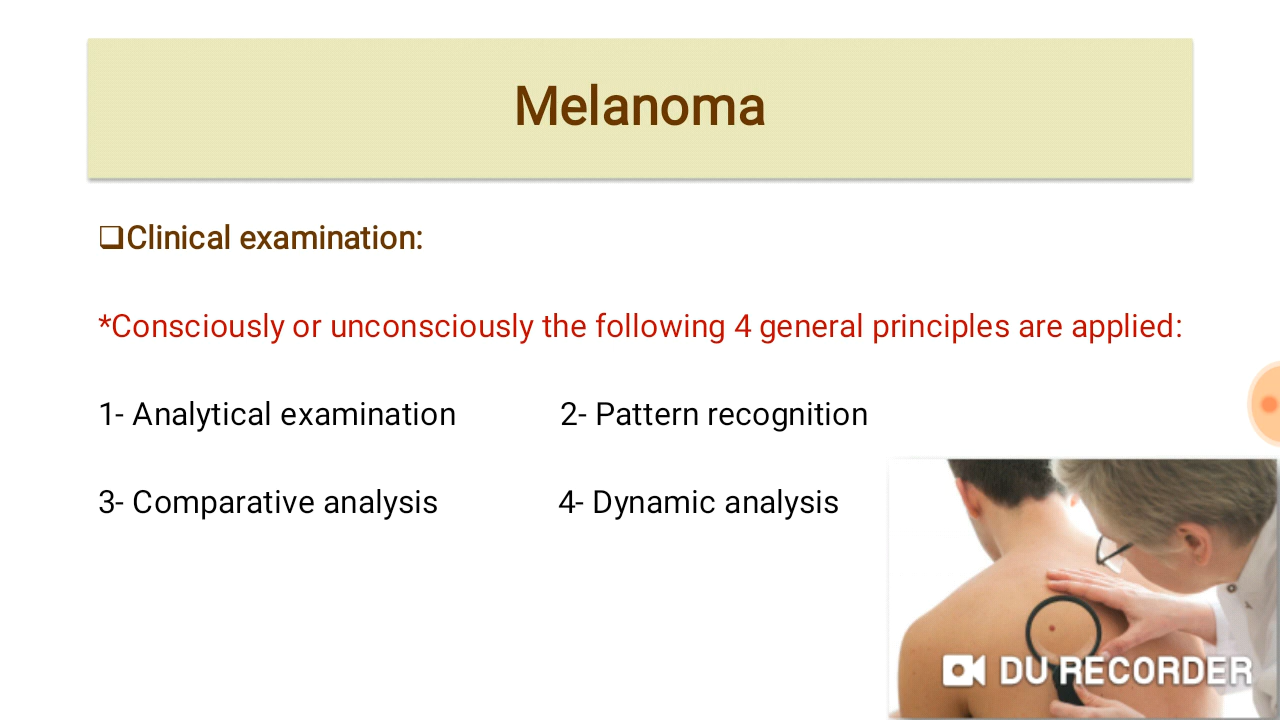 Melanoma
❑Clinical examination:
*Consciously or unconsciously the following 4 general principles are applied:
1- Analytical examination 2- Pattern recognition
3- Comparative analysis 4- Dynamic analysis
DU RECORDER